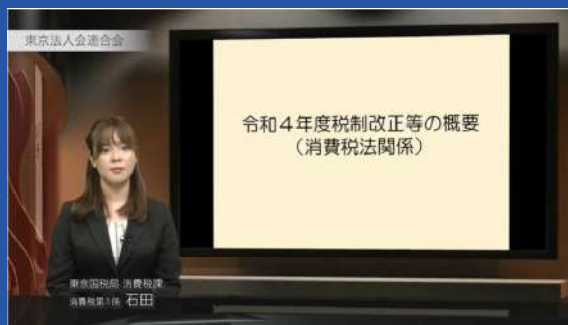 東京法人会連合会
令和4年度税制改正等の概要
（消費税法関係）
東京国税局 消費税課
消費税第1係 石田